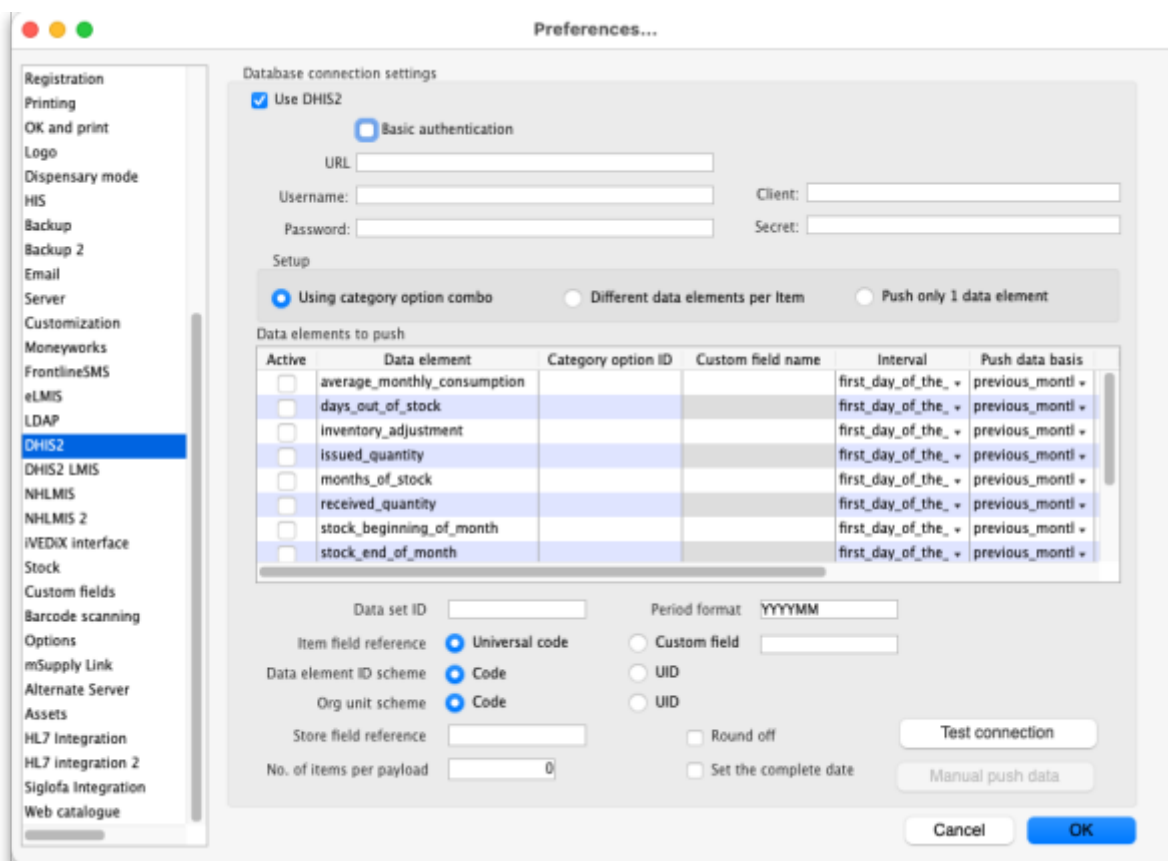 Preferences...
Registration
Printing
OK and print
Logo
Dispensary mode
HIS
Backup
Backup 2
Email
Server
Customization
Moneyworks
FrontlineSMS
eLMIS
LDAP
DHIS2
DHIS2 LMIS
NHLMIS
NHLMIS 2
iVEDiX interface
Stock
Custom fields
Barcode scanning
Options
mSupply Link
Alternate Server
Assets
HL7 Integration
HL7 integration 2
Siglofa Integration
Web catalogue
Database connection settings
Use DHIS2
Basic authentication
URL
Username: Client:
Password: Secret:
Setup
Using category option combo Different data elements per Item Push only 1 data element
Data elements to push
Active Data element Category option ID Custom field name Interval Push data basis
average_monthly_consumption first_day_of_the_ previous_montl
days_out_of_stock first_day_of_the_ previous_montl
inventory_adjustment first_day_of_the_ previous_montl
issued_quantity first_day_of_the_ previous_montl
months_of_stock first_day_of_the_ previous_montl
received_quantity first_day_of_the_ previous_montl
stock_beginning_of_month first_day_of_the_ previous_montl
stock_end_of_month first_day_of_the_ previous_montl
Data set ID Period format YYYYMM
Item field reference Universal code Custom field
Data element ID scheme Code UID
Org unit scheme Code UID
Store field reference Round off Test connection
No. of items per payload 0 Set the complete date Manual push data
Cancel OK